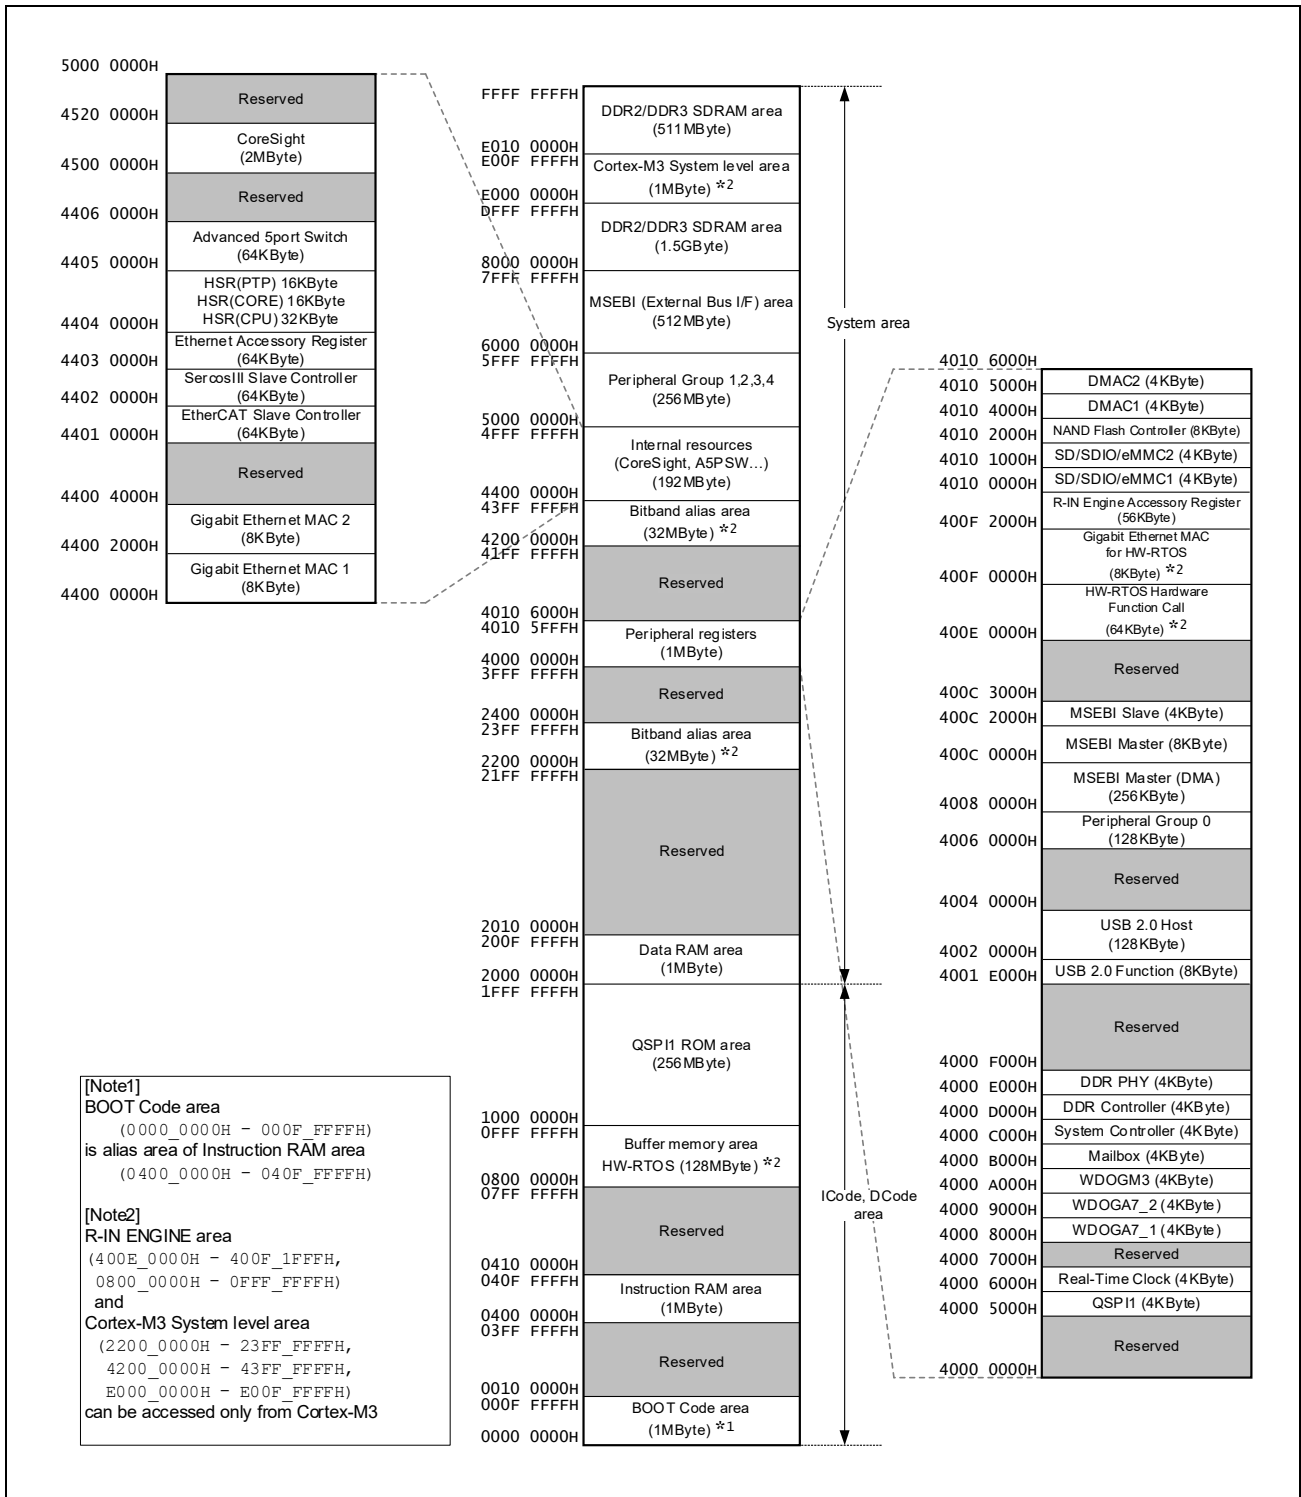 5000 0000H
Reserved
4520 0000H
CoreSight
(2MByte)
4500 0000H
Reserved
4406 0000H
Advanced 5port Switch
(64KByte)
4405 0000H
HSR(PTP) 16KByte
HSR(CORE) 16KByte
HSR(CPU) 32KByte
4404 0000H
Ethernet Accessory Register
(64KByte)
4403 0000H
SercosIII Slave Controller
(64KByte)
4402 0000H
EtherCAT Slave Controller
(64KByte)
4401 0000H
Reserved
4400 4000H
Gigabit Ethernet MAC 2
(8KByte)
4400 2000H
Gigabit Ethernet MAC 1
(8KByte)
4400 0000H
FFFF FFFFH
DDR2/DDR3 SDRAM area
(511MByte)
E010 0000H
E00F FFFFH
Cortex-M3 System level area
(1MByte) *2
E000 0000H
DFFF FFFFH
DDR2/DDR3 SDRAM area
(1.5GByte)
8000 0000H
7FFF FFFFH
MSEBI (External Bus I/F) area
(512MByte)
6000 0000H
5FFF FFFFH
Peripheral Group 1,2,3,4
(256MByte)
5000 0000H
4FFF FFFFH
Internal resources
(CoreSight, A5PSW...)
(192MByte)
4400 0000H
43FF FFFFH
Bitband alias area
(32MByte) *2
4200 0000H
41FF FFFFH
Reserved
4010 6000H
4010 5FFFH
Peripheral registers
(1MByte)
4000 0000H
3FFF FFFFH
Reserved
2400 0000H
23FF FFFFH
Bitband alias area
(32MByte) *2
2200 0000H
21FF FFFFH
Reserved
2010 0000H
200F FFFFH
Data RAM area
(1MByte)
2000 0000H
1FFF FFFFH
QSPI1 ROM area
(256MByte)
1000 0000H
0FFF FFFFH
Buffer memory area
HW-RTOS (128MByte) *2
0800 0000H
07FF FFFFH
Reserved
0410 0000H
040F FFFFH
Instruction RAM area
(1MByte)
0400 0000H
03FF FFFFH
Reserved
0010 0000H
000F FFFFH
BOOT Code area
(1MByte) *1
0000 0000H
System area
ICode, DCode
area
4010 6000H
DMAC2 (4KByte)
4010 5000H
DMAC1 (4KByte)
4010 4000H
NAND Flash Controller (8KByte)
4010 2000H
SD/SDIO/eMMC2 (4KByte)
4010 1000H
SD/SDIO/eMMC1 (4KByte)
4010 0000H
R-IN Engine Accessory Register
(56KByte)
400F 2000H
Gigabit Ethernet MAC
for HW-RTOS
(8KByte) *2
400F 0000H
HW-RTOS Hardware
Function Call
(64KByte) *2
400E 0000H
Reserved
400C 3000H
MSEBI Slave (4KByte)
400C 2000H
MSEBI Master (8KByte)
400C 0000H
MSEBI Master (DMA)
(256KByte)
4008 0000H
Peripheral Group 0
(128KByte)
4006 0000H
Reserved
4004 0000H
USB 2.0 Host
(128KByte)
4002 0000H
USB 2.0 Function (8KByte)
4001 E000H
Reserved
4000 F000H
DDR PHY (4KByte)
4000 E000H
DDR Controller (4KByte)
4000 D000H
System Controller (4KByte)
4000 C000H
Mailbox (4KByte)
4000 B000H
WDOGM3 (4KByte)
4000 A000H
WDOGA7_2 (4KByte)
4000 9000H
WDOGA7_1 (4KByte)
4000 8000H
Reserved
4000 7000H
Real-Time Clock (4KByte)
4000 6000H
QSPI1 (4KByte)
4000 5000H
Reserved
4000 0000H
[Note1]
BOOT Code area
(0000_0000H – 000F_FFFFH)
is alias area of Instruction RAM area
(0400_0000H – 040F_FFFFH)
[Note2]
R-IN ENGINE area
(400E_0000H – 400F_1FFFH,
0800_0000H – 0FFF_FFFFH)
and
Cortex-M3 System level area
(2200_0000H – 23FF_FFFFH,
4200_0000H – 43FF_FFFFH,
E000_0000H – E00F_FFFFH)
can be accessed only from Cortex-M3